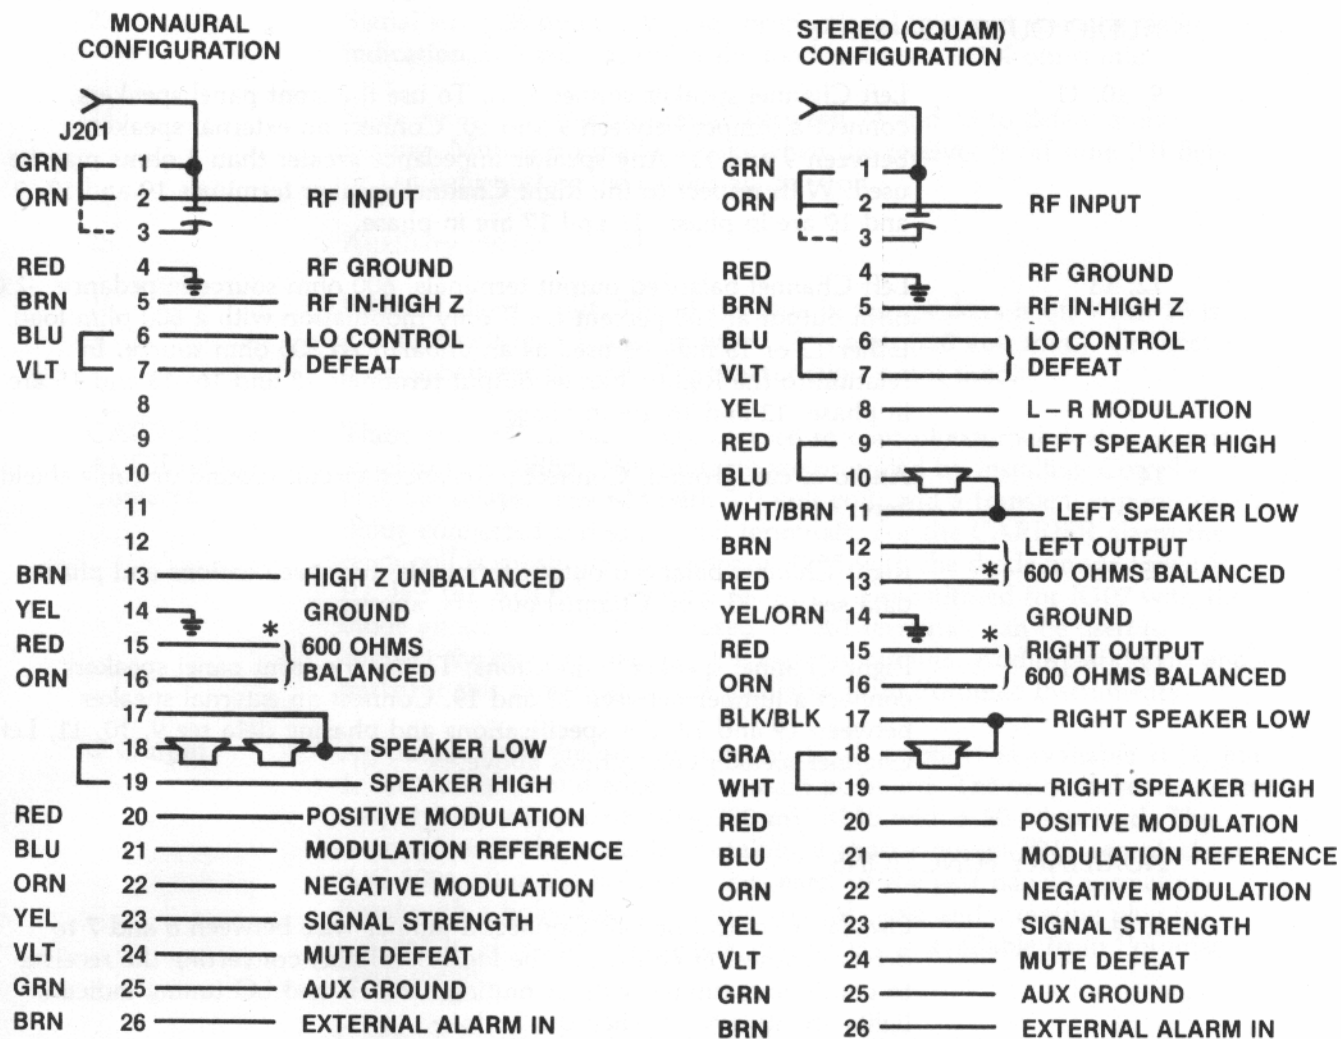 MONAURAL
CONFIGURATION
J201
GRN 1
ORN 2 RF INPUT
3
RED 4 RF GROUND
BRN 5 RF IN-HIGH Z
BLU 6 LO CONTROL
VLT 7 DEFEAT
8
9
10
11
12
BRN 13 HIGH Z UNBALANCED
YEL 14 GROUND
RED 15 * 600 OHMS
ORN 16 BALANCED
17
18 SPEAKER LOW
19 SPEAKER HIGH
RED 20 POSITIVE MODULATION
BLU 21 MODULATION REFERENCE
ORN 22 NEGATIVE MODULATION
YEL 23 SIGNAL STRENGTH
VLT 24 MUTE DEFEAT
GRN 25 AUX GROUND
BRN 26 EXTERNAL ALARM IN
STEREO (CQUAM)
CONFIGURATION
GRN 1
ORN 2 RF INPUT
3
RED 4 RF GROUND
BRN 5 RF IN-HIGH Z
BLU 6 LO CONTROL
VLT 7 DEFEAT
YEL 8 L – R MODULATION
RED 9 LEFT SPEAKER HIGH
BLU 10
WHT/BRN 11 LEFT SPEAKER LOW
BRN 12 LEFT OUTPUT
RED 13 * 600 OHMS BALANCED
YEL/ORN 14 GROUND
RED 15 * RIGHT OUTPUT
ORN 16 600 OHMS BALANCED
BLK/BLK 17 RIGHT SPEAKER LOW
GRA 18
WHT 19 RIGHT SPEAKER HIGH
RED 20 POSITIVE MODULATION
BLU 21 MODULATION REFERENCE
ORN 22 NEGATIVE MODULATION
YEL 23 SIGNAL STRENGTH
VLT 24 MUTE DEFEAT
GRN 25 AUX GROUND
BRN 26 EXTERNAL ALARM IN